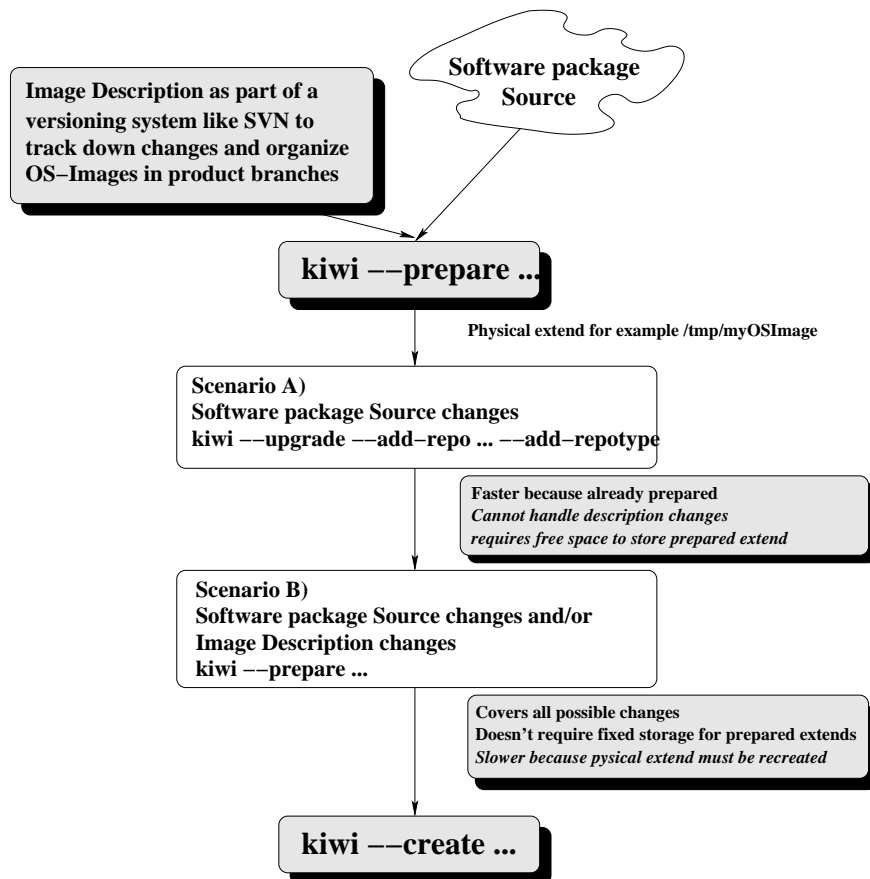 Software package
Source
Image Description as part of a
versioning system like SVN to
track down changes and organize
OS−Images in product branches
kiwi −−prepare ...
Physical extend for example /tmp/myOSImage
Scenario A)
Software package Source changes
kiwi −−upgrade −−add−repo ... −−add−repotype
Faster because already prepared
Cannot handle description changes
requires free space to store prepared extend
Scenario B)
Software package Source changes and/or
Image Description changes
kiwi −−prepare ...
Covers all possible changes
Doesn't require fixed storage for prepared extends
Slower because pysical extend must be recreated
kiwi −−create ...